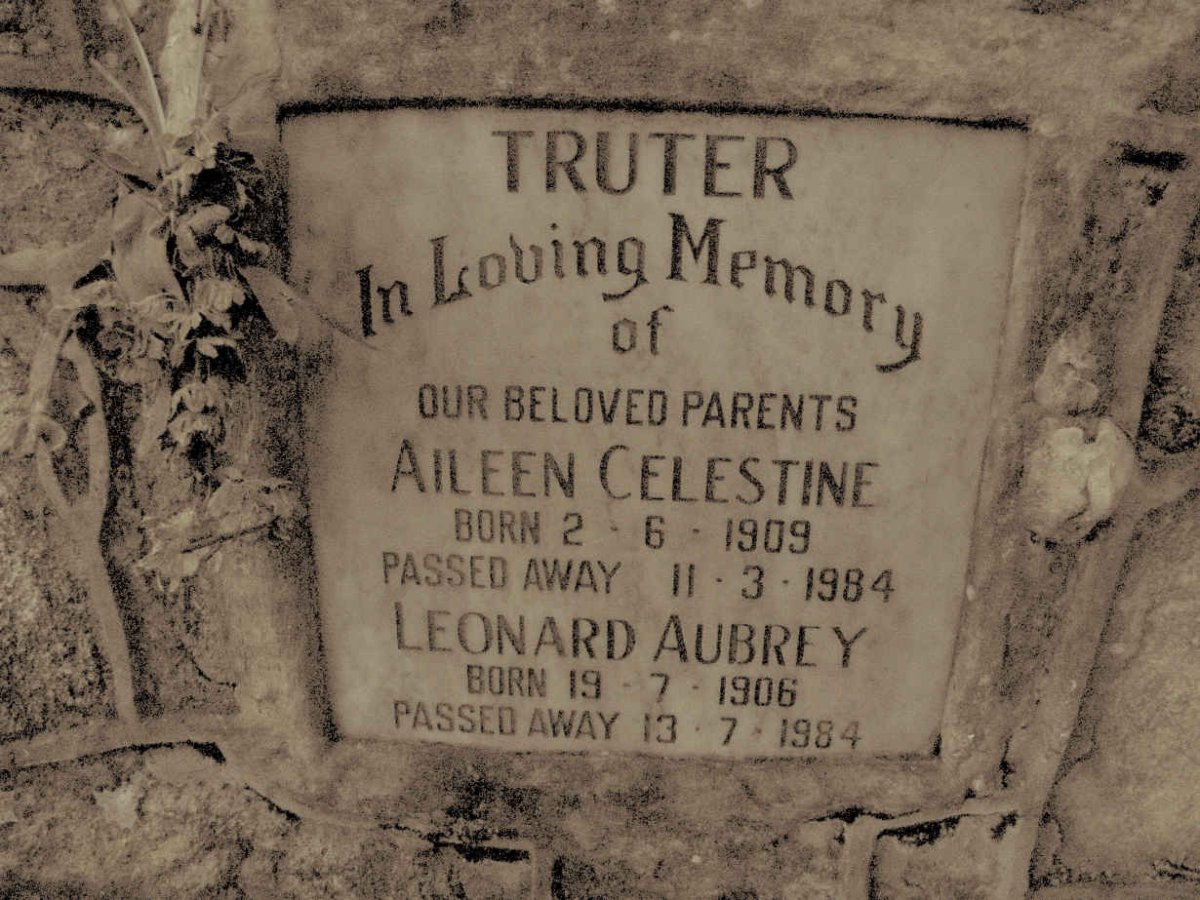 TRUTER
In Loving Memory
of
OUR BELOVED PARENTS
AILEEN CELESTINE
BORN 2 - 6 - 1909
PASSED AWAY 11 · 3 · 1984
LEONARD AUBREY
BORN 19 - 7 - 1906
PASSED AWAY 13 · 7 · 1984